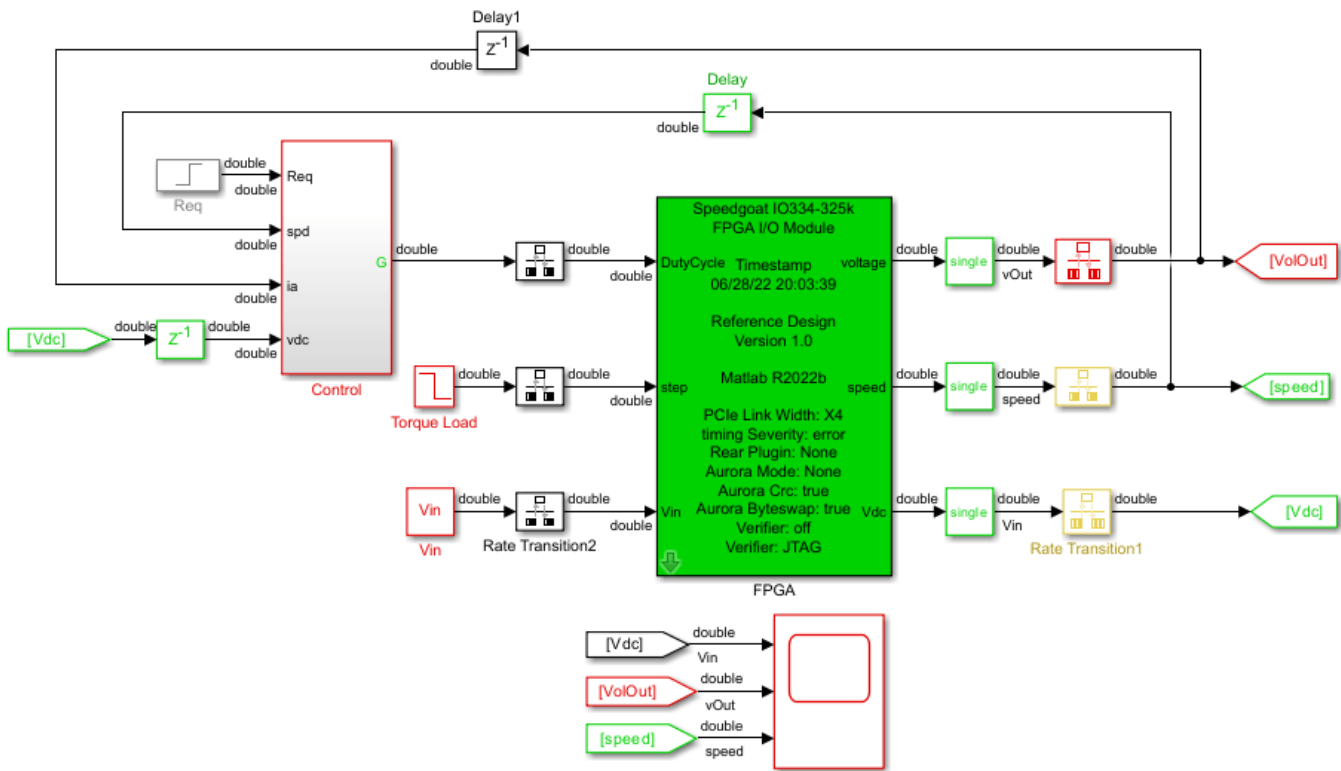 Delay1
z-1
double
Delay
z-1
double
double
Req
double
Req
double
spd
double
ia
double
vdc
double
G
double
Control
[Vdc]
double
z-1
double
double
double
DutyCycle
double
Torque Load
double
double
step
double
Vin
Vin
double
Rate Transition2
double
Vin
double
Speedgoat IO334-325k
FPGA I/O Module
Timestamp
06/28/22 20:03:39
Reference Design
Version 1.0
Matlab R2022b
PCIe Link Width: X4
timing Severity: error
Rear Plugin: None
Aurora Mode: None
Aurora Crc: true
Aurora Byteswap: true
Verifier: off
Verifier: JTAG
FPGA
voltage
double
single
double
vOut
double
[VolOut]
speed
double
single
double
speed
double
[speed]
Vdc
double
single
double
Vin
Rate Transition1
double
[Vdc]
[Vdc]
double
Vin
[VolOut]
double
vOut
[speed]
double
speed